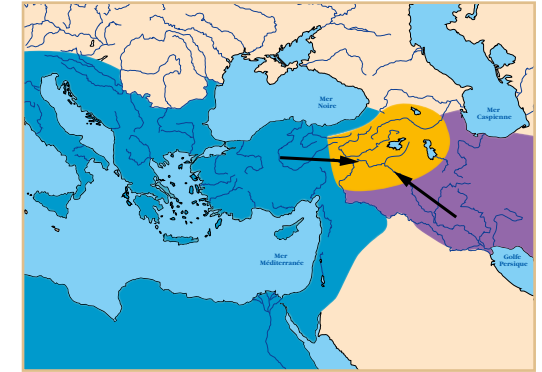 Mer
Noire
Mer
Caspienne
Mer
Méditerranée
Golfe
Persique